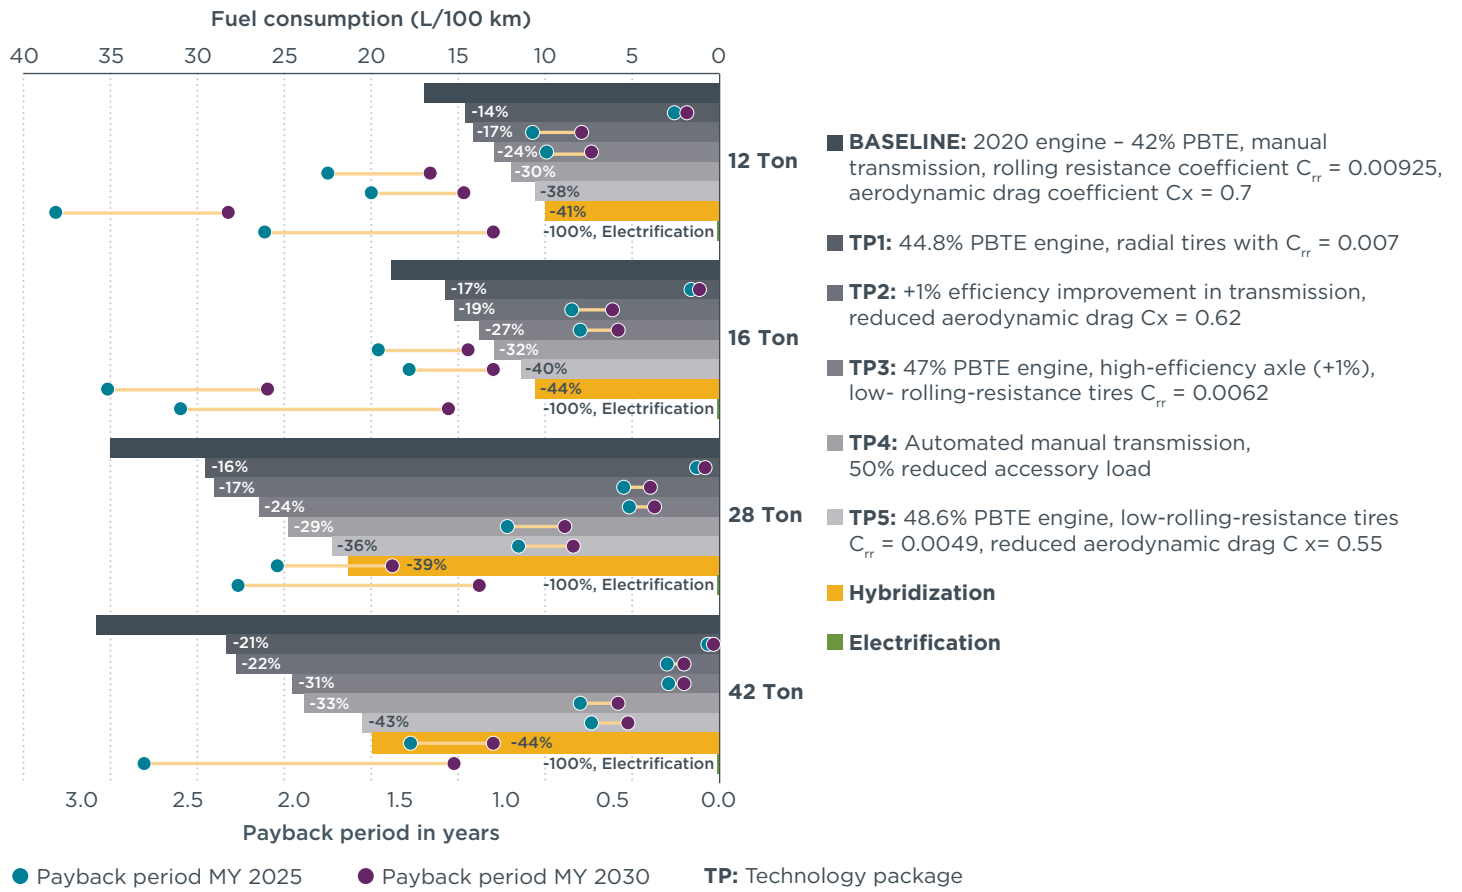 Fuel consumption (L/100 km)
40 35 30 25 20 15 10 5 0
-14%
-17%
-24%
-30%
-38%
-41%
-100%, Electrification
12 Ton
-17%
-19%
-27%
-32%
-40%
-44%
-100%, Electrification
16 Ton
-16%
-17%
-24%
-29%
-36%
-39%
-100%, Electrification
28 Ton
-21%
-22%
-31%
-33%
-43%
-44%
-100%, Electrification
42 Ton
3.0 2.5 2.0 1.5 1.0 0.5 0.0
Payback period in years
BASELINE: 2020 engine – 42% PBTE, manual
transmission, rolling resistance coefficient Crr = 0.00925,
aerodynamic drag coefficient Cx = 0.7
TP1: 44.8% PBTE engine, radial tires with Crr = 0.007
TP2: +1% efficiency improvement in transmission,
reduced aerodynamic drag Cx = 0.62
TP3: 47% PBTE engine, high-efficiency axle (+1%),
low- rolling-resistance tires Crr = 0.0062
TP4: Automated manual transmission,
50% reduced accessory load
TP5: 48.6% PBTE engine, low-rolling-resistance tires
Crr = 0.0049, reduced aerodynamic drag C x= 0.55
Hybridization
Electrification
Payback period MY 2025 Payback period MY 2030 TP: Technology package